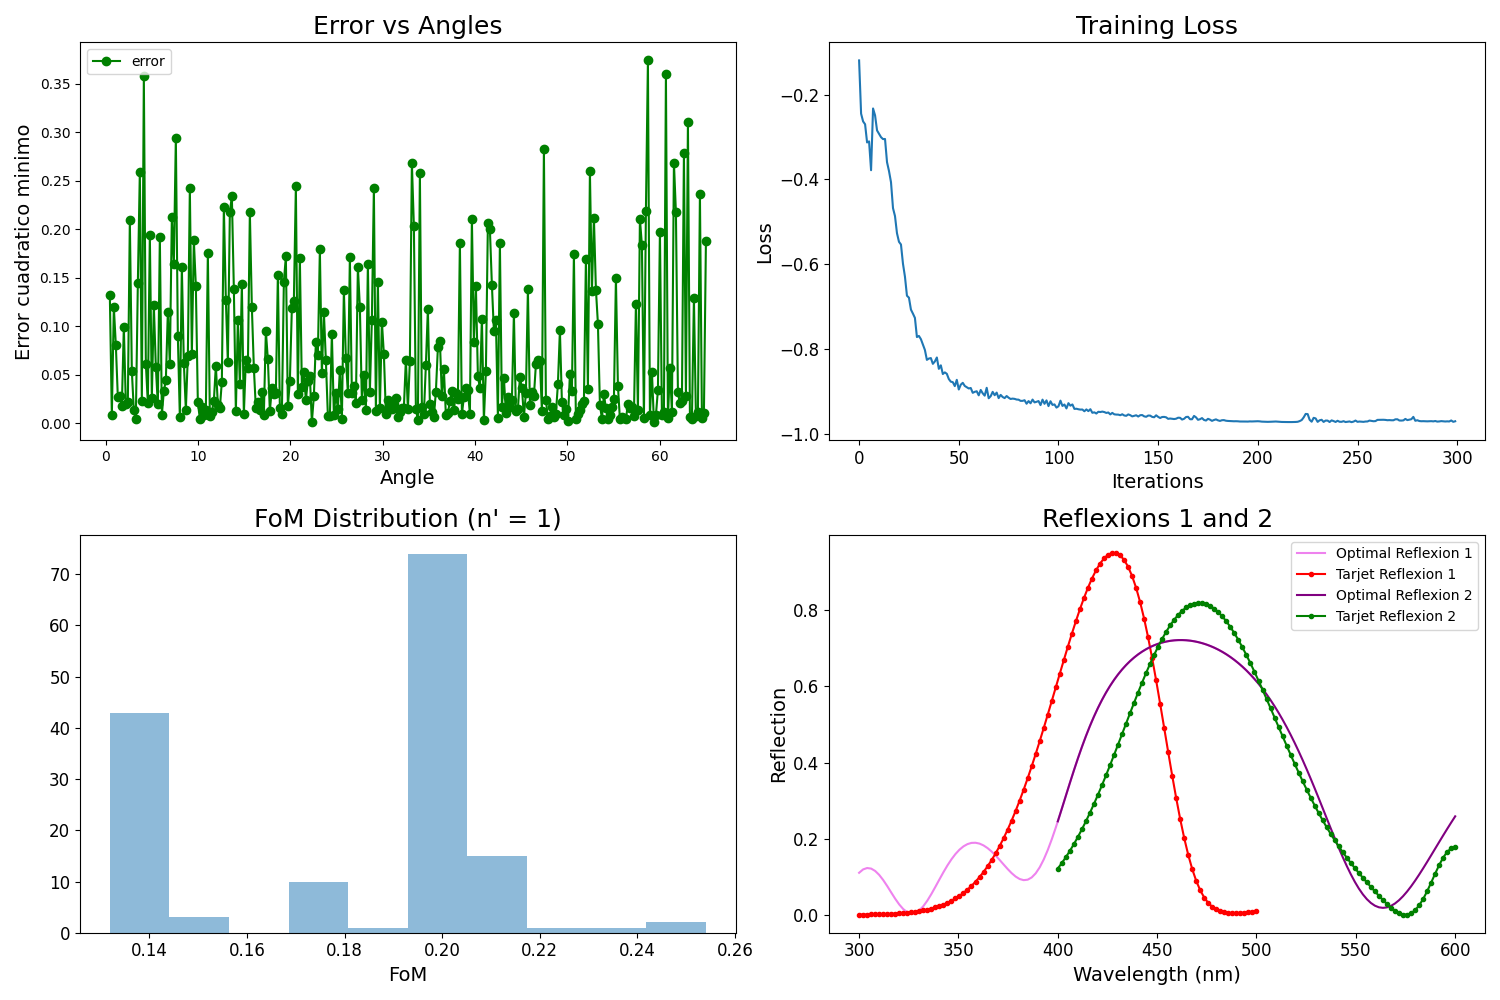 Error vs Angles
error
0.35
0.30
0.25
0.20
0.15
0.10
0.05
0.00
Error cuadratico minimo
0 10 20 30 40 50 60
Angle
Training Loss
−0.2
−0.4
−0.6
−0.8
−1.0
Loss
0 50 100 150 200 250 300
Iterations
FoM Distribution (n' = 1)
70
60
50
40
30
20
10
0
0.14 0.16 0.18 0.20 0.22 0.24 0.26
FoM
Reflexions 1 and 2
Optimal Reflexion 1
Tarjet Reflexion 1
Optimal Reflexion 2
Tarjet Reflexion 2
0.8
0.6
0.4
0.2
0.0
Reflection
300 350 400 450 500 550 600
Wavelength (nm)